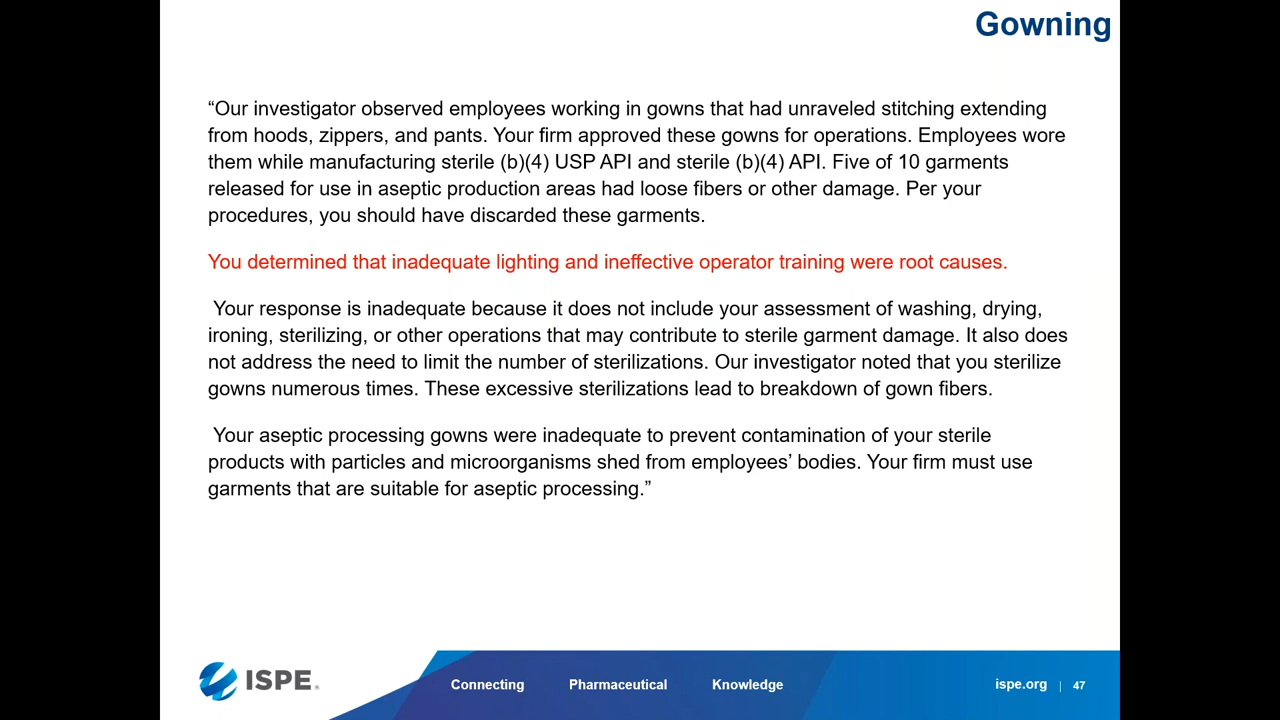 Gowning
“Our investigator observed employees working in gowns that had unraveled stitching extending
from hoods, zippers, and pants. Your firm approved these gowns for operations. Employees wore
them while manufacturing sterile (b)(4) USP API and sterile (b)(4) API. Five of 10 garments
released for use in aseptic production areas had loose fibers or other damage. Per your
procedures, you should have discarded these garments.
You determined that inadequate lighting and ineffective operator training were root causes.
Your response is inadequate because it does not include your assessment of washing, drying,
ironing, sterilizing, or other operations that may contribute to sterile garment damage. It also does
not address the need to limit the number of sterilizations. Our investigator noted that you sterilize
gowns numerous times. These excessive sterilizations lead to breakdown of gown fibers.
Your aseptic processing gowns were inadequate to prevent contamination of your sterile
products with particles and microorganisms shed from employees’ bodies. Your firm must use
garments that are suitable for aseptic processing.”
ISPE®
Connecting Pharmaceutical Knowledge
ispe.org | 47